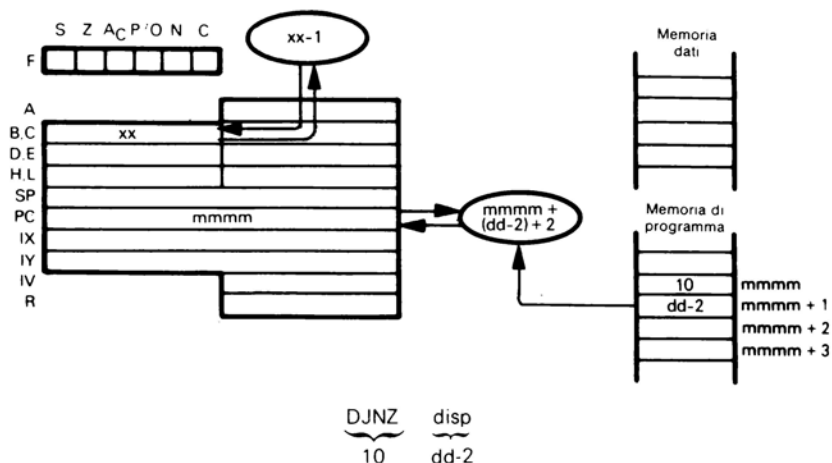 S Z AC P/O N C
F
xx-1
A
B,C xx
D,E
H,L
SP
PC mmmm
IX
IY
IV
R
mmmm +
(dd-2) + 2
Memoria
dati
Memoria di
programma
10 mmmm
dd-2 mmmm + 1
mmmm + 2
mmmm + 3
DJNZ disp
10 dd-2